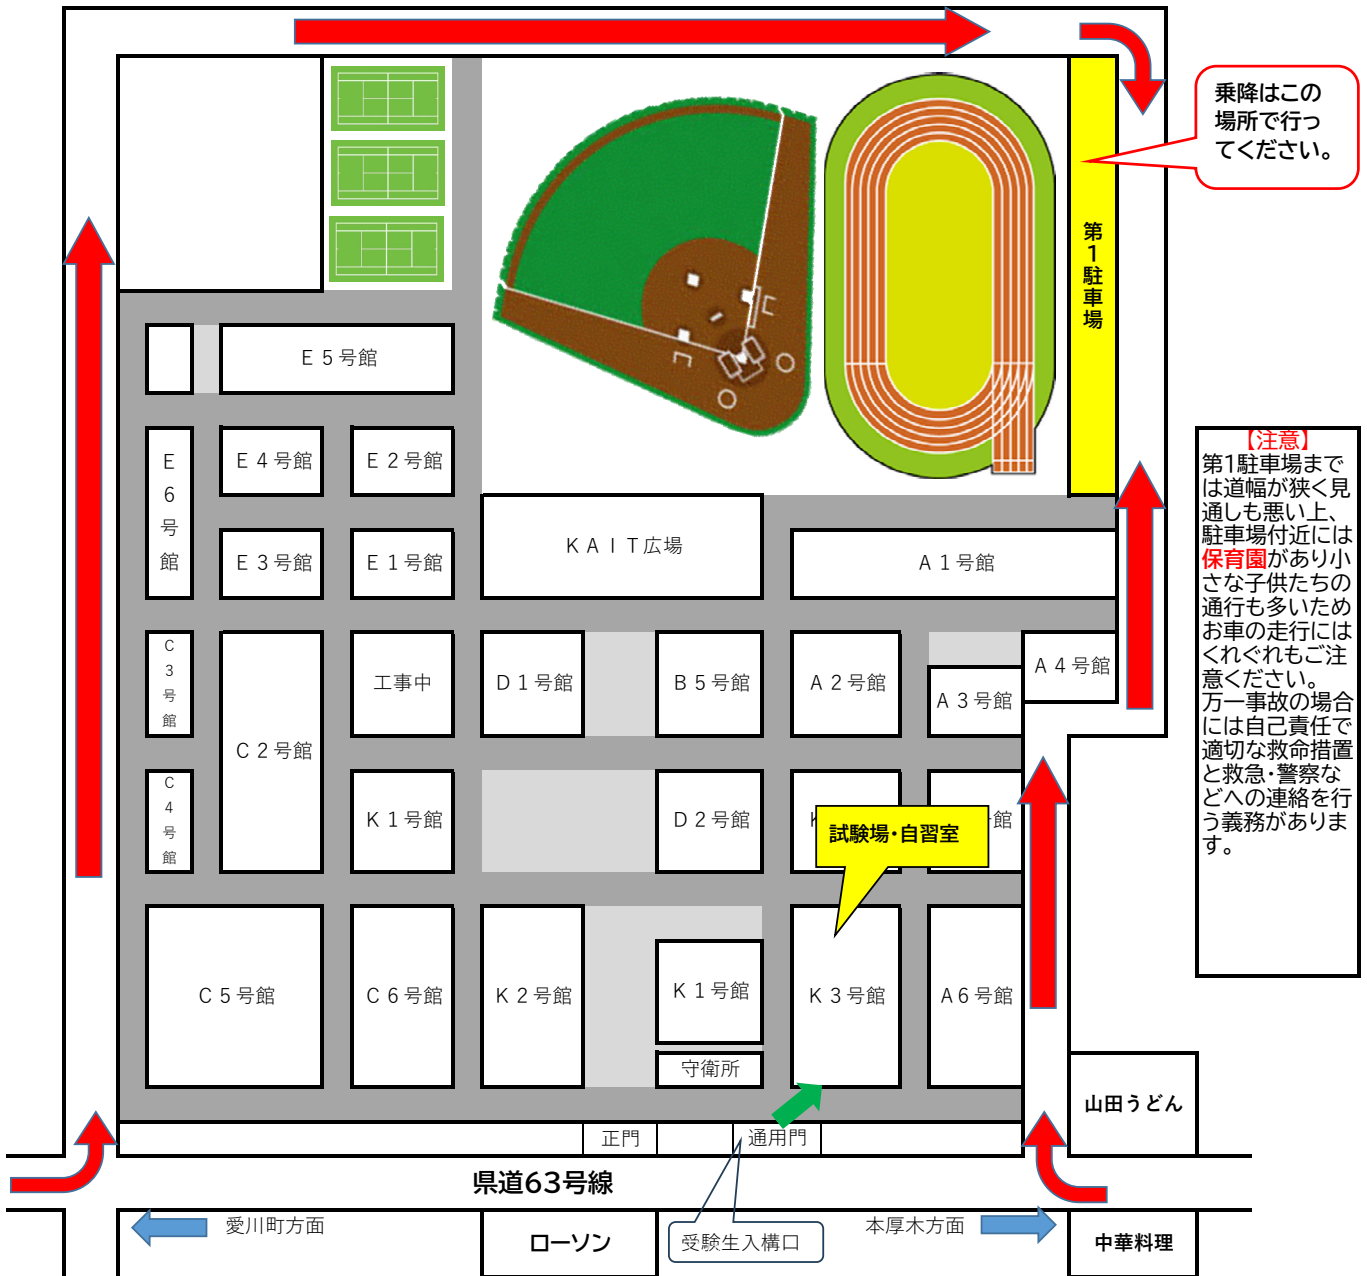 乗降はこの
場所で行っ
てください。
第1駐車場
E5号館
E6号館
E4号館
E2号館
E3号館
E1号館
KAIT広場
A1号館
【注意】
第1駐車場まで
は道幅が狭く見
通しも悪い上、
駐車場付近には
保育園があり小
さな子供たちの
通行も多いため
お車の走行には
くれぐれもご注
意ください。
万一事故の場合
には自己責任で
適切な救命措置
と救急・警察な
どへの連絡を行
う義務がありま
す。
C3号館
C2号館
工事中
D1号館
B5号館
A2号館
A3号館
A4号館
C4号館
K1号館
D2号館
K
号館
試験場・自習室
C5号館
C6号館
K2号館
K1号館
守衛所
K3号館
A6号館
山田うどん
正門
通用門
県道63号線
愛川町方面
ローソン
受験生入構口
本厚木方面
中華料理